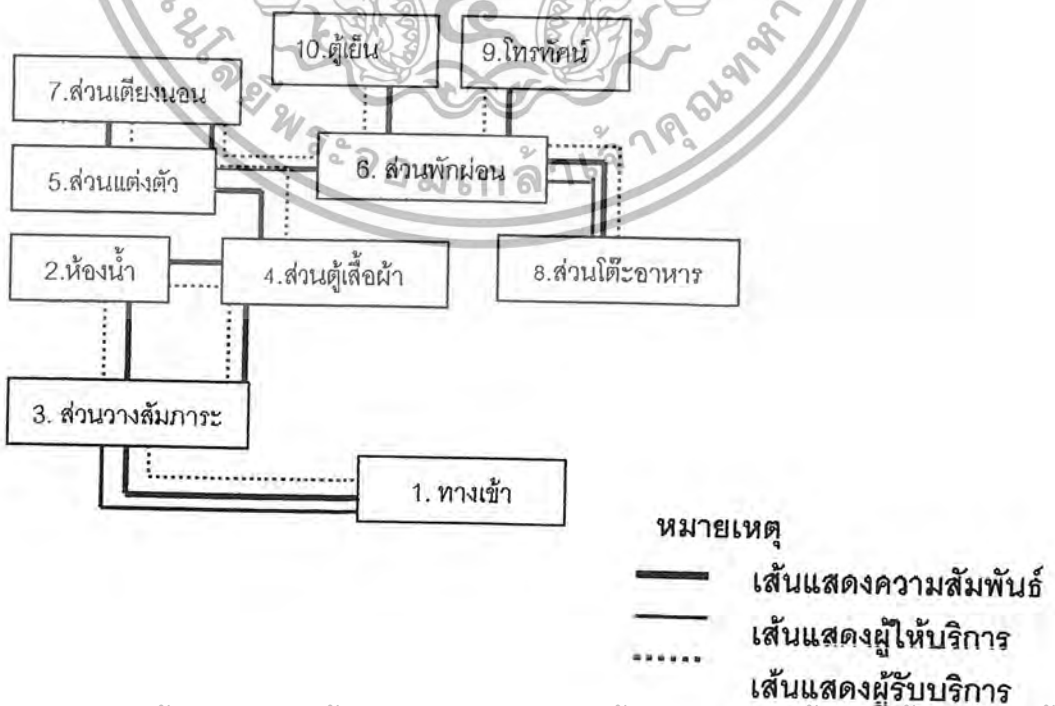 10.ตู้เย็น
9.โทรทัศน์
7.ส่วนเตียงนอน
6. ส่วนพักผ่อน
5.ส่วนแต่งตัว
2.ห้องน้ำ
4.ส่วนตู้เสื้อผ้า
8.ส่วนโต๊ะอาหาร
3. ส่วนวางสัมภาระ
1. ทางเข้า
หมายเหตุ
เส้นแสดงความสัมพันธ์
เส้นแสดงผู้ให้บริการ
เส้นแสดงผู้รับบริการ